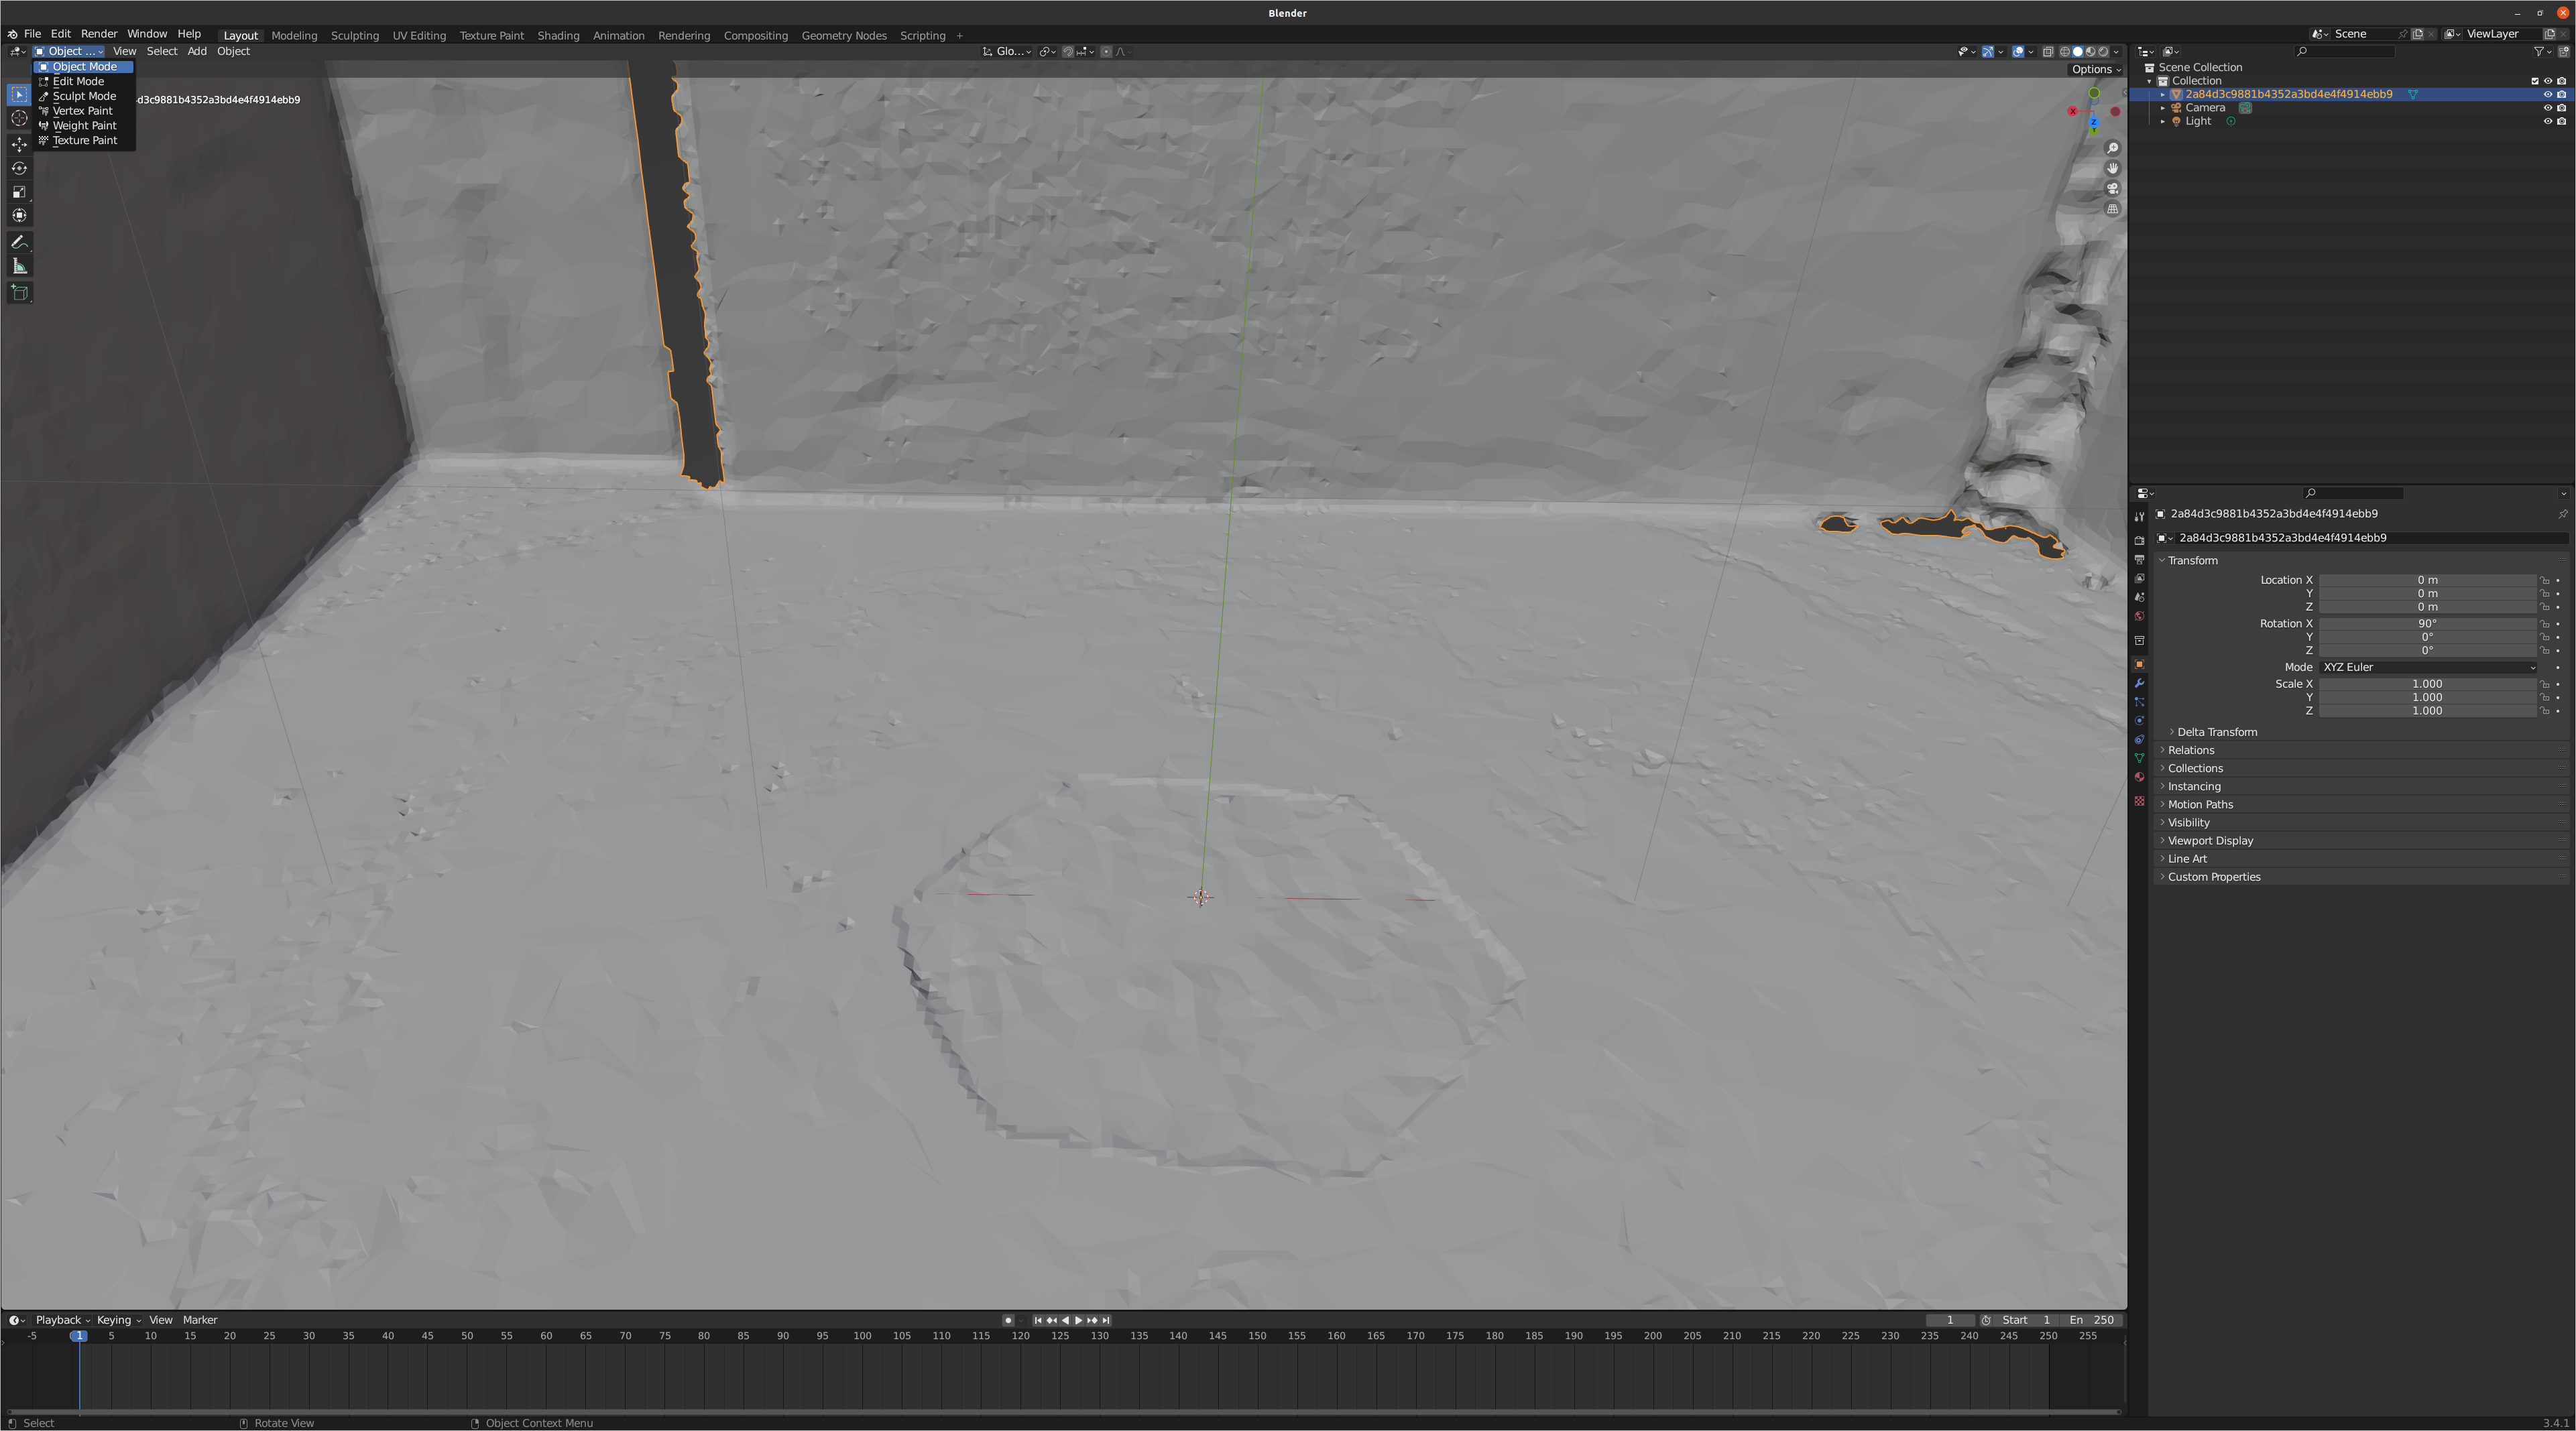 Blender
File Edit Render Window Help Layout Modeling Sculpting UV Editing Texture Paint Shading Animation Rendering Compositing Geometry Nodes Scripting + Scene ViewLayer
Object ... View Select Add Object Glo...
Options
Object Mode
Edit Mode
Sculpt Mode
Vertex Paint
Weight Paint
Texture Paint
d3c9881b4352a3bd4e4f4914ebb9
X
Z
Y
Scene Collection
Collection
2a84d3c9881b4352a3bd4e4f4914ebb9
Camera
Light
2a84d3c9881b4352a3bd4e4f4914ebb9
2a84d3c9881b4352a3bd4e4f4914ebb9
Transform
Location X 0 m
Y 0 m
Z 0 m
Rotation X 90°
Y 0°
Z 0°
Mode XYZ Euler
Scale X 1.000
Y 1.000
Z 1.000
Delta Transform
Relations
Collections
Instancing
Motion Paths
Visibility
Viewport Display
Line Art
Custom Properties
Playback Keying View Marker 1 Start 1 En 250
-5 1 5 10 15 20 25 30 35 40 45 50 55 60 65 70 75 80 85 90 95 100 105 110 115 120 125 130 135 140 145 150 155 160 165 170 175 180 185 190 195 200 205 210 215 220 225 230 235 240 245 250 255
Select Rotate View Object Context Menu 3.4.1